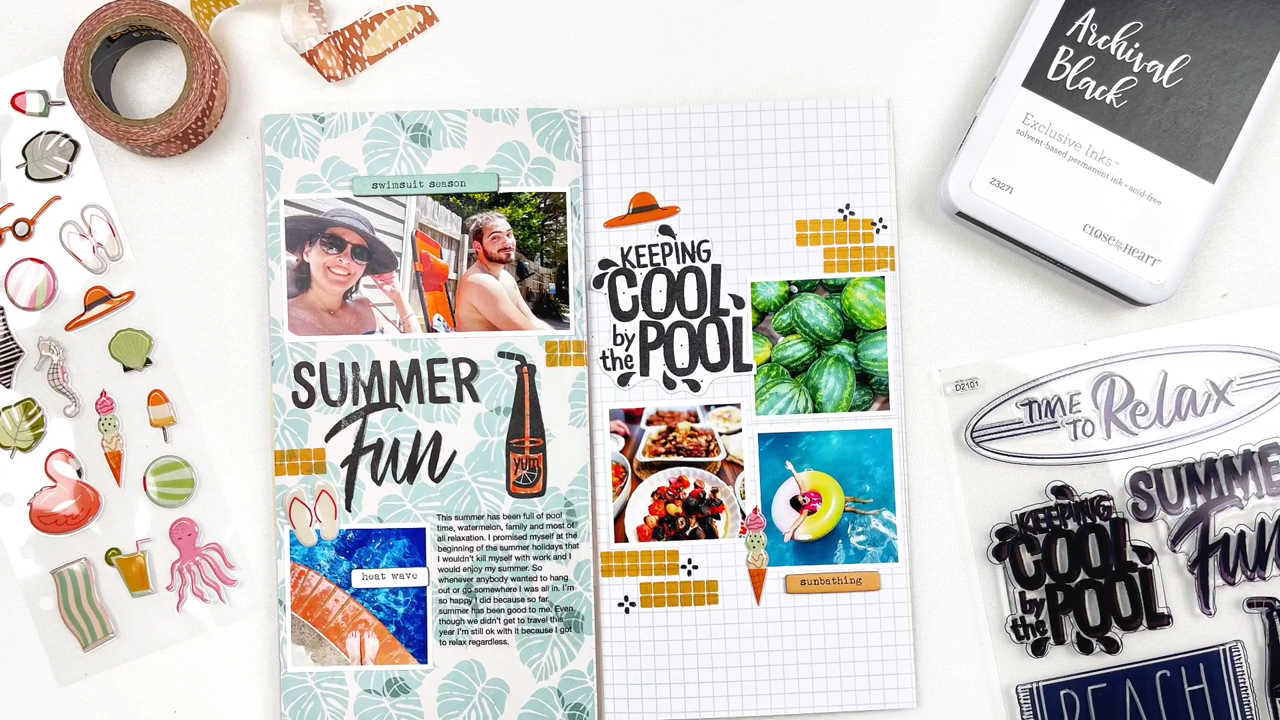 swimsuit season
SUMMER
Fun
yum
heat wave
This summer has been full of pool
time, watermelon, family and most of
all relaxation. I promised myself at the
beginning of the summer holidays that
I wouldn't kill myself with work and I
would enjoy my summer. So
whenever anybody wanted to hang
out or go somewhere I was all in. I'm
so happy I did because so far,
summer has been good to me. Even
though we didn't get to travel this
year I'm still ok with it because I got
to relax regardless.
KEEPING
COOL
by
the POOL
sunbathing
Archival
Black
Exclusive Inks™
solvent-based permanent ink • acid-free
Z3271
CLOSE TO MY HEART
D2101
TIME
TO Relax
SUMME
Fun
KEEPING
COOL
by
the POOL
BEACH